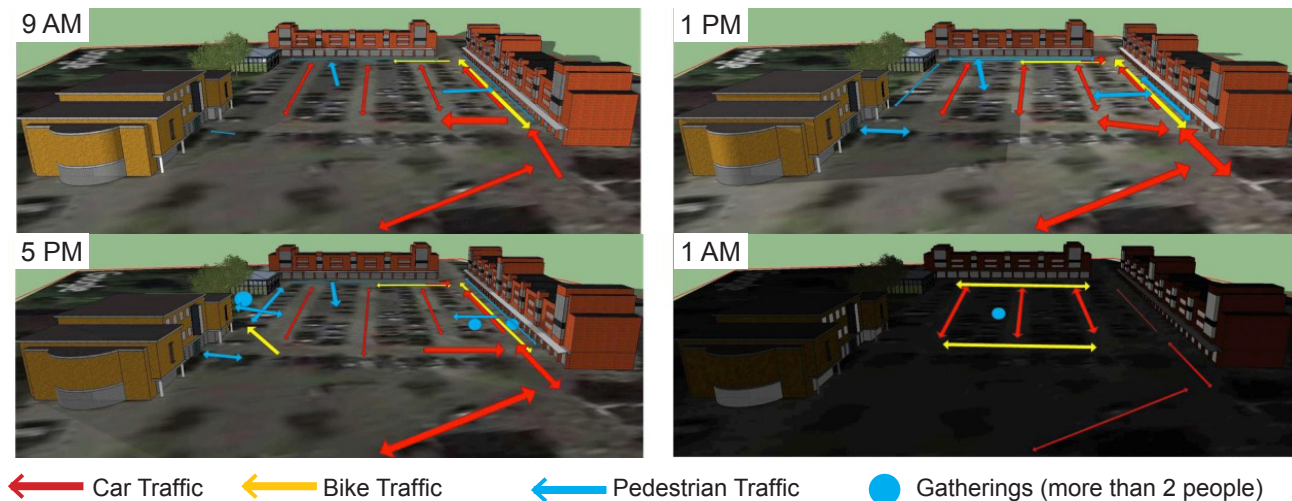 9 AM
1 PM
5 PM
1 AM
Car Traffic
Bike Traffic
Pedestrian Traffic
Gatherings (more than 2 people)